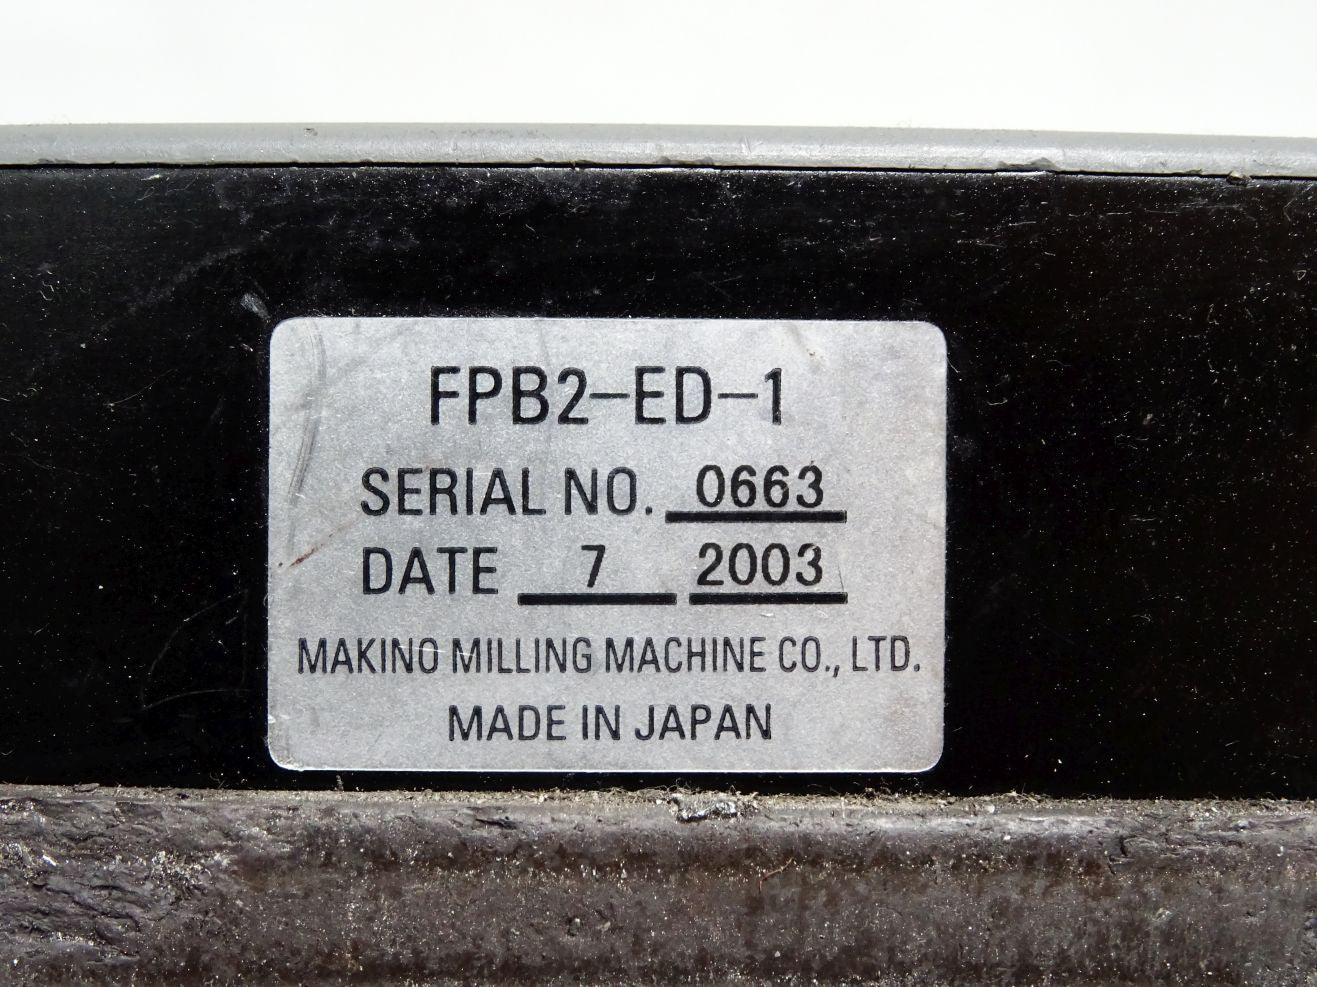 FPB2-ED-1
SERIAL NO. 0663
DATE 7 2003
MAKINO MILLING MACHINE CO., LTD.
MADE IN JAPAN